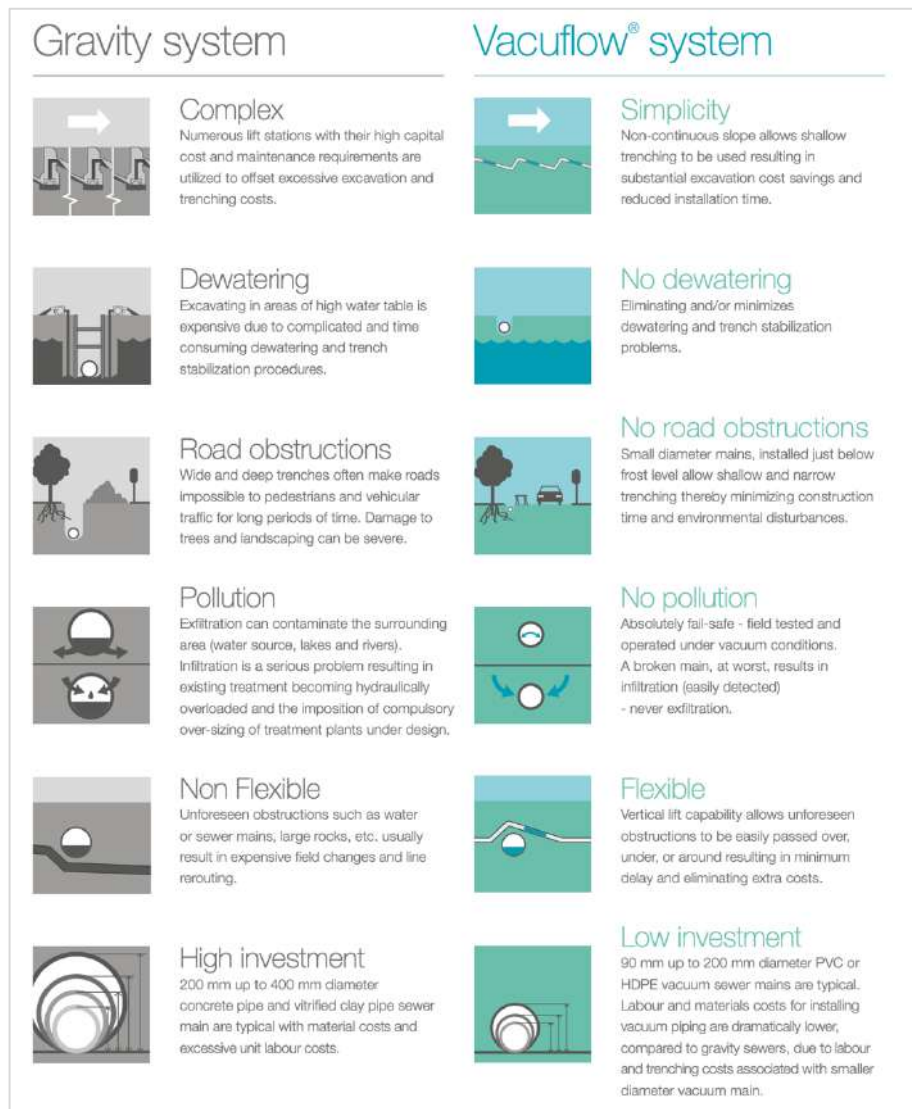 Gravity system
Complex
Numerous lift stations with their high capital
cost and maintenance requirements are
utilized to offset excessive excavation and
trenching costs.
Dewatering
Excavating in areas of high water table is
expensive due to complicated and time
consuming dewatering and trench
stabilization procedures.
Road obstructions
Wide and deep trenches often make roads
impossible to pedestrians and vehicular
traffic for long periods of time. Damage to
trees and landscaping can be severe.
Pollution
Exfiltration can contaminate the surrounding
area (water source, lakes and rivers).
Infiltration is a serious problem resulting in
existing treatment becoming hydraulically
overloaded and the imposition of compulsory
over-sizing of treatment plants under design.
Non Flexible
Unforeseen obstructions such as water
or sewer mains, large rocks, etc. usually
result in expensive field changes and line
rerouting.
High investment
200 mm up to 400 mm diameter
concrete pipe and vitrified clay pipe sewer
main are typical with material costs and
excessive unit labour costs.
Vacuflow® system
Simplicity
Non-continuous slope allows shallow
trenching to be used resulting in
substantial excavation cost savings and
reduced installation time.
No dewatering
Eliminating and/or minimizes
dewatering and trench stabilization
problems.
No road obstructions
Small diameter mains, installed just below
frost level allow shallow and narrow
trenching thereby minimizing construction
time and environmental disturbances.
No pollution
Absolutely fail-safe - field tested and
operated under vacuum conditions.
A broken main, at worst, results in
infiltration (easily detected)
- never exfiltration.
Flexible
Vertical lift capability allows unforeseen
obstructions to be easily passed over,
under, or around resulting in minimum
delay and eliminating extra costs.
Low investment
90 mm up to 200 mm diameter PVC or
HDPE vacuum sewer mains are typical.
Labour and materials costs for installing
vacuum piping are dramatically lower,
compared to gravity sewers, due to labour
and trenching costs associated with smaller
diameter vacuum main.